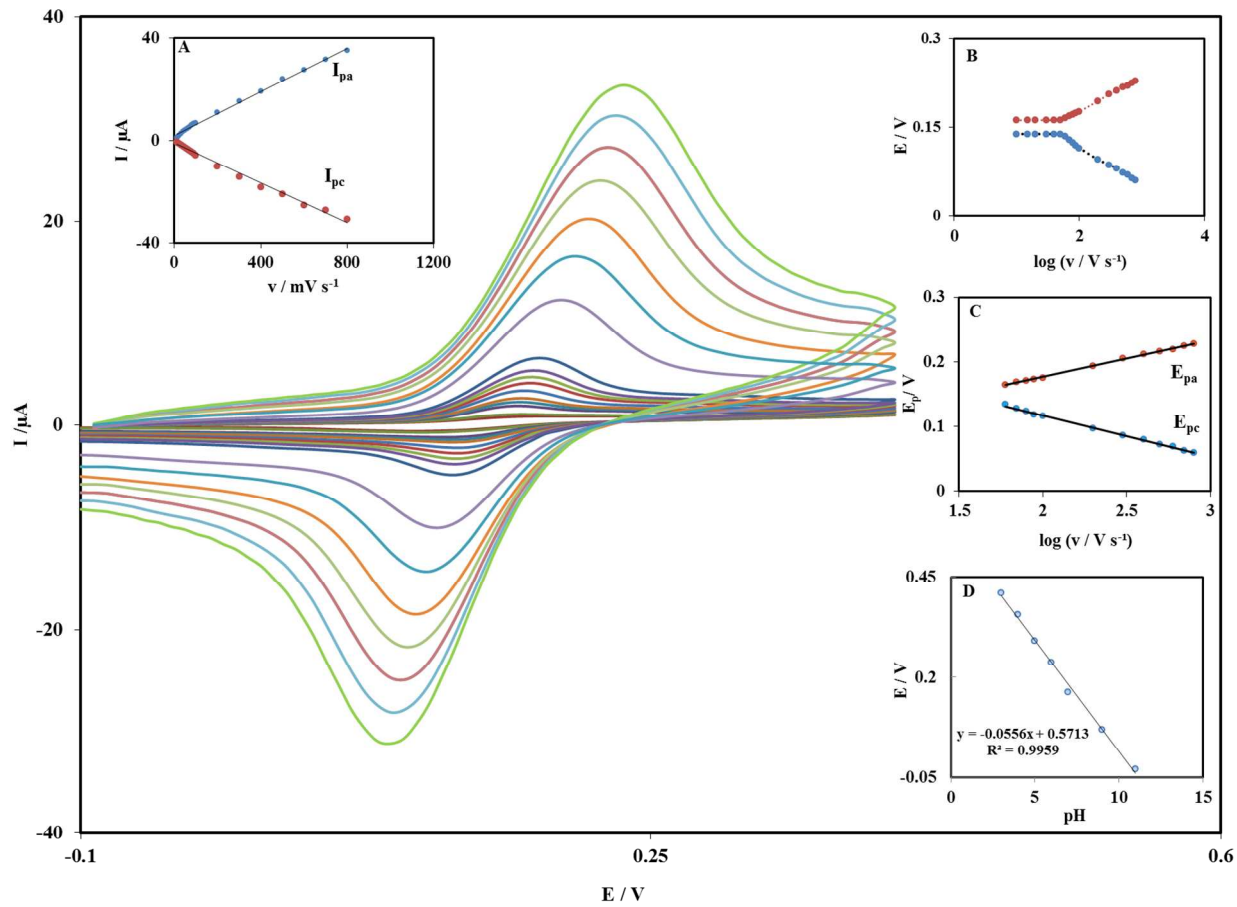 40
20
0
-20
-40
I /µA
-0.1
0.25
0.6
E / V
A
40
0
-40
I / µA
Ipa
Ipc
0
400
800
1200
v / mV s⁻¹
B
0.3
0.15
0
E / V
0
2
4
log (v / V s⁻¹)
C
0.3
0.2
0.1
0
Ep/ V
Epa
Epc
1.5
2
2.5
3
log (v / V s⁻¹)
D
0.45
0.2
-0.05
E / V
y = -0.0556x + 0.5713
R² = 0.9959
0
5
10
15
pH